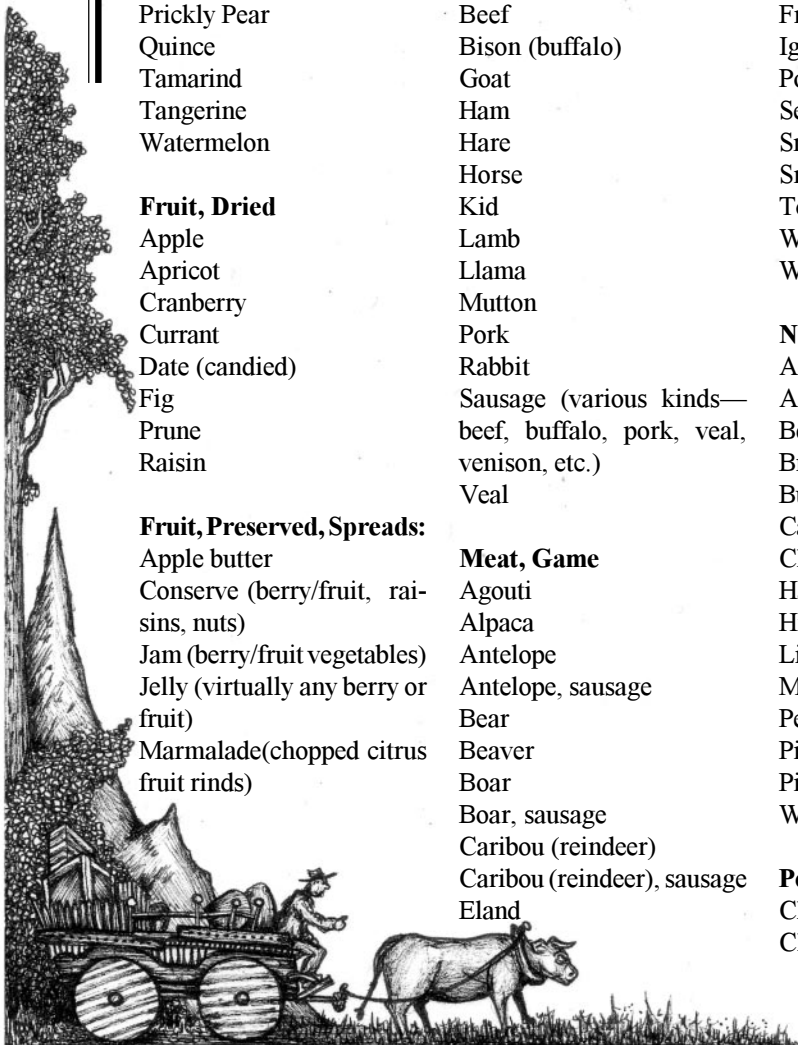 Prickly Pear
Quince
Tamarind
Tangerine
Watermelon
Fruit, Dried
Apple
Apricot
Cranberry
Currant
Date (candied)
Fig
Prune
Raisin
Fruit, Preserved, Spreads:
Apple butter
Conserve (berry/fruit, rai-
sins, nuts)
Jam (berry/fruit vegetables)
Jelly (virtually any berry or
fruit)
Marmalade(chopped citrus
fruit rinds)
Beef
Bison (buffalo)
Goat
Ham
Hare
Horse
Kid
Lamb
Llama
Mutton
Pork
Rabbit
Sausage (various kinds—
beef, buffalo, pork, veal,
venison, etc.)
Veal
Meat, Game
Agouti
Alpaca
Antelope
Antelope, sausage
Bear
Beaver
Boar
Boar, sausage
Caribou (reindeer)
Caribou (reindeer), sausage
Eland